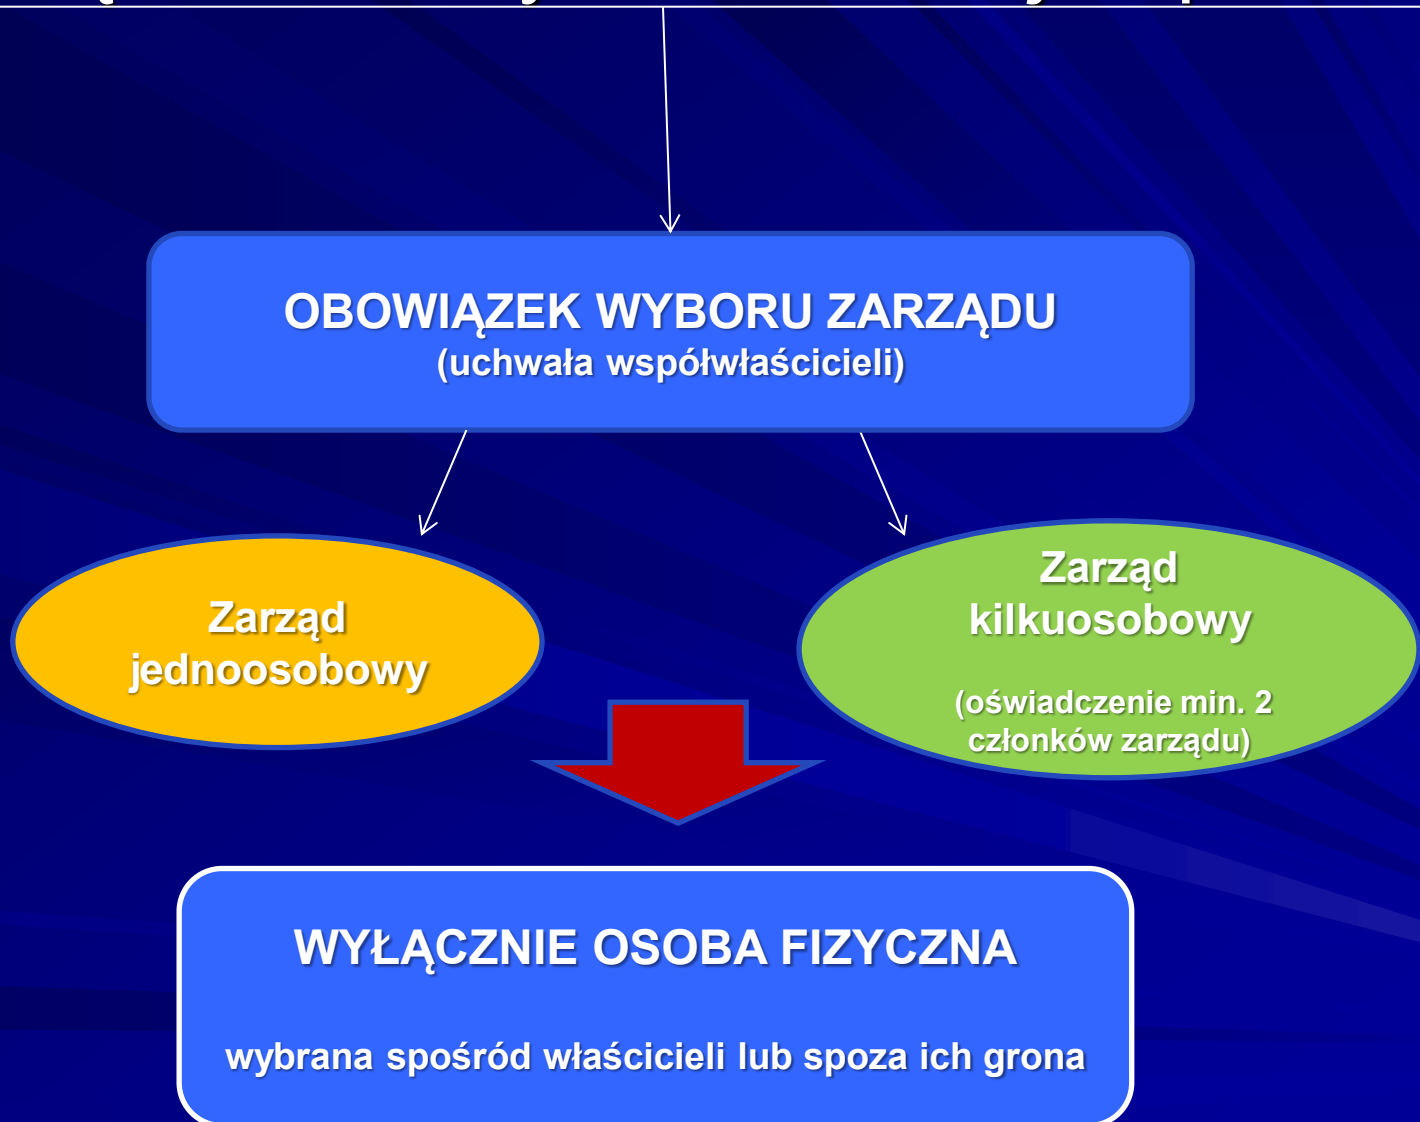 OBOWIĄZEK WYBORU ZARZĄDU
(uchwała współwłaścicieli)
Zarząd
jednoosobowy
Zarząd
kilkuosobowy
(oświadczenie min. 2
członków zarządu)
WYŁĄCZNIE OSOBA FIZYCZNA
wybrana spośród właścicieli lub spoza ich grona